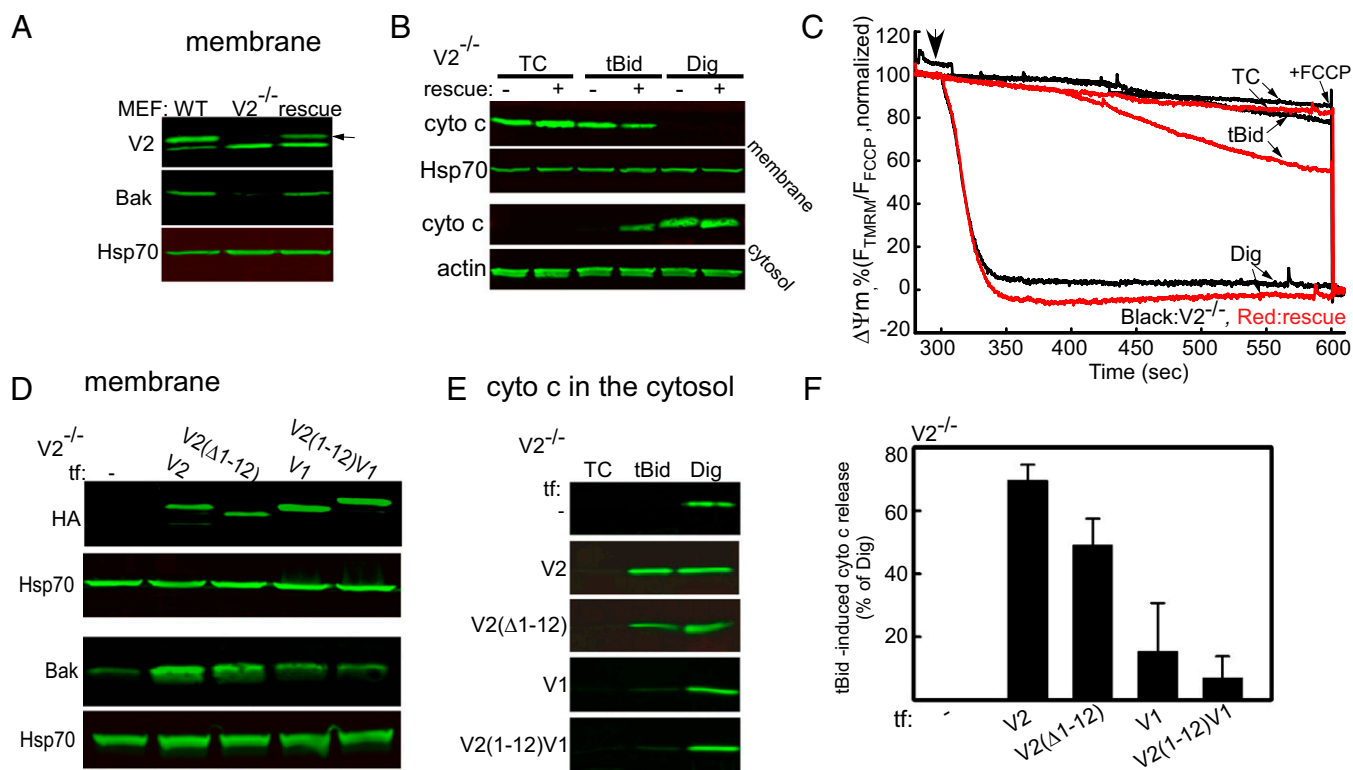 A
membrane
MEF: WT V2-/- rescue
V2
Bak
Hsp70
B
V2-/-
TC tBid Dig
rescue: - + - + - +
cyto c
Hsp70
membrane
cyto c
actin
cytosol
C
ΔΨm,%(FTMRM/FFCCP,normalized)
120
100
80
60
40
20
0
-20
TC
+FCCP
tBid
Dig
Black:V2-/-, Red:rescue
300 350 400 450 500 550 600
Time (sec)
D
membrane
V2-/-
tf: - V2 V2(Δ1-12) V1 V2(1-12)V1
HA
Hsp70
Bak
Hsp70
E
cyto c in the cytosol
V2-/-
TC tBid Dig
tf:
-
V2
V2(Δ1-12)
V1
V2(1-12)V1
F
V2-/-
tBid -induced cyto c release
(% of Dig)
80
60
40
20
0
tf: - V2 V2(Δ1-12) V1 V2(1-12)V1